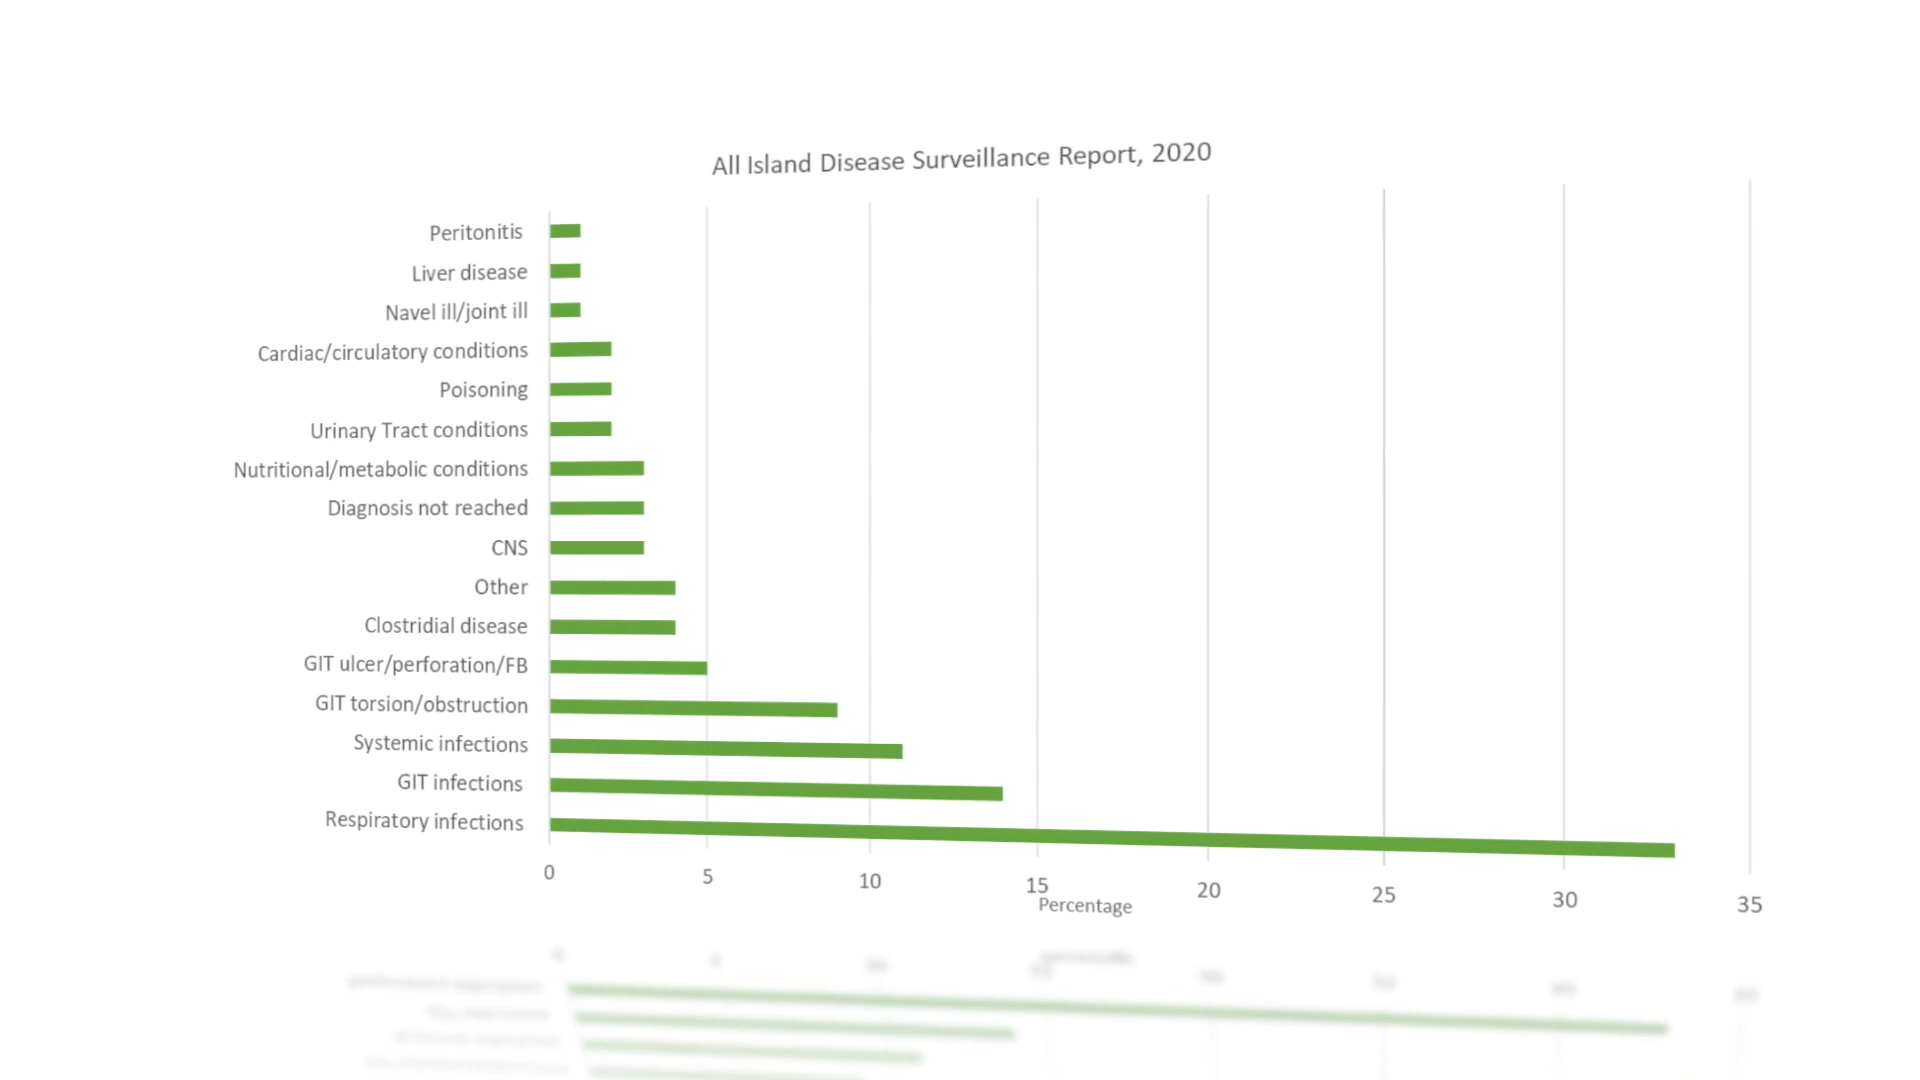 All Island Disease Surveillance Report, 2020
Peritonitis
Liver disease
Navel ill/joint ill
Cardiac/circulatory conditions
Poisoning
Urinary Tract conditions
Nutritional/metabolic conditions
Diagnosis not reached
CNS
Other
Clostridial disease
GIT ulcer/perforation/FB
GIT torsion/obstruction
Systemic infections
GIT infections
Respiratory infections
0 5 10 15 20 25 30 35
Percentage